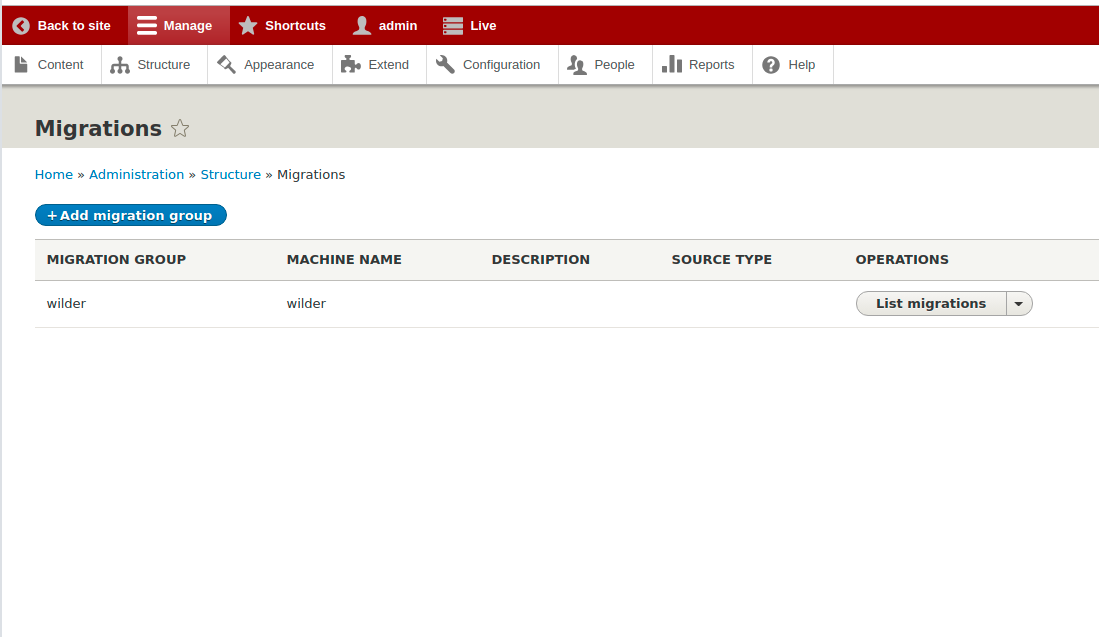 Back to site Manage Shortcuts admin Live
Content Structure Appearance Extend Configuration People Reports Help
Migrations
Home » Administration » Structure » Migrations
+ Add migration group
MIGRATION GROUP MACHINE NAME DESCRIPTION SOURCE TYPE OPERATIONS
wilder wilder List migrations